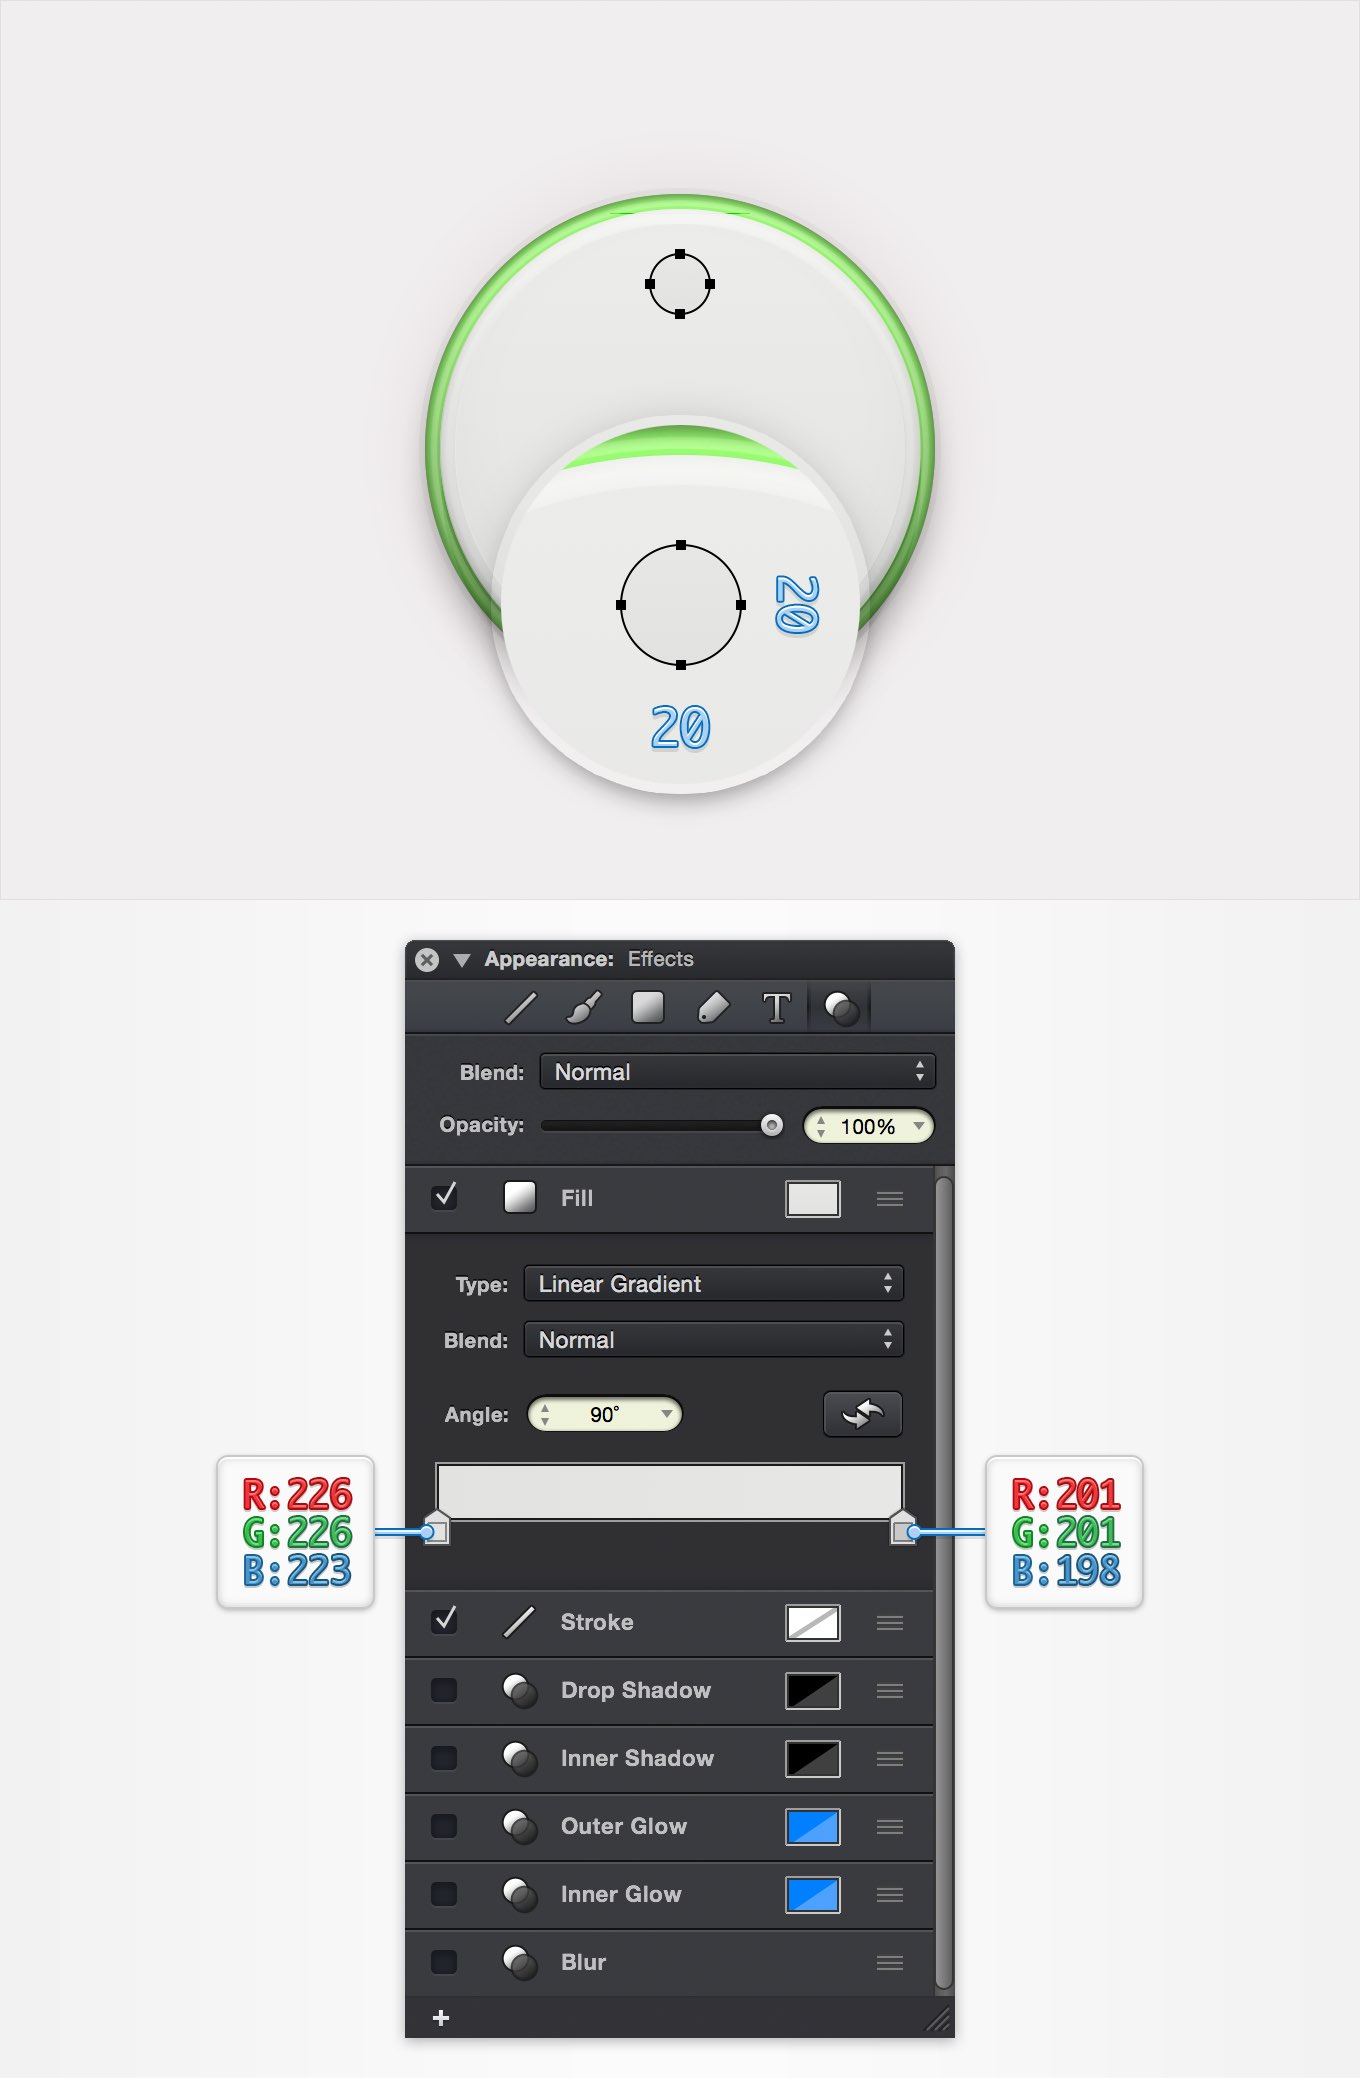 20
20
Appearance: Effects
T
Blend: Normal
Opacity: 100%
Fill
Type: Linear Gradient
Blend: Normal
Angle: 90°
R:226
G:226
B:223
R:201
G:201
B:198
Stroke
Drop Shadow
Inner Shadow
Outer Glow
Inner Glow
Blur
+